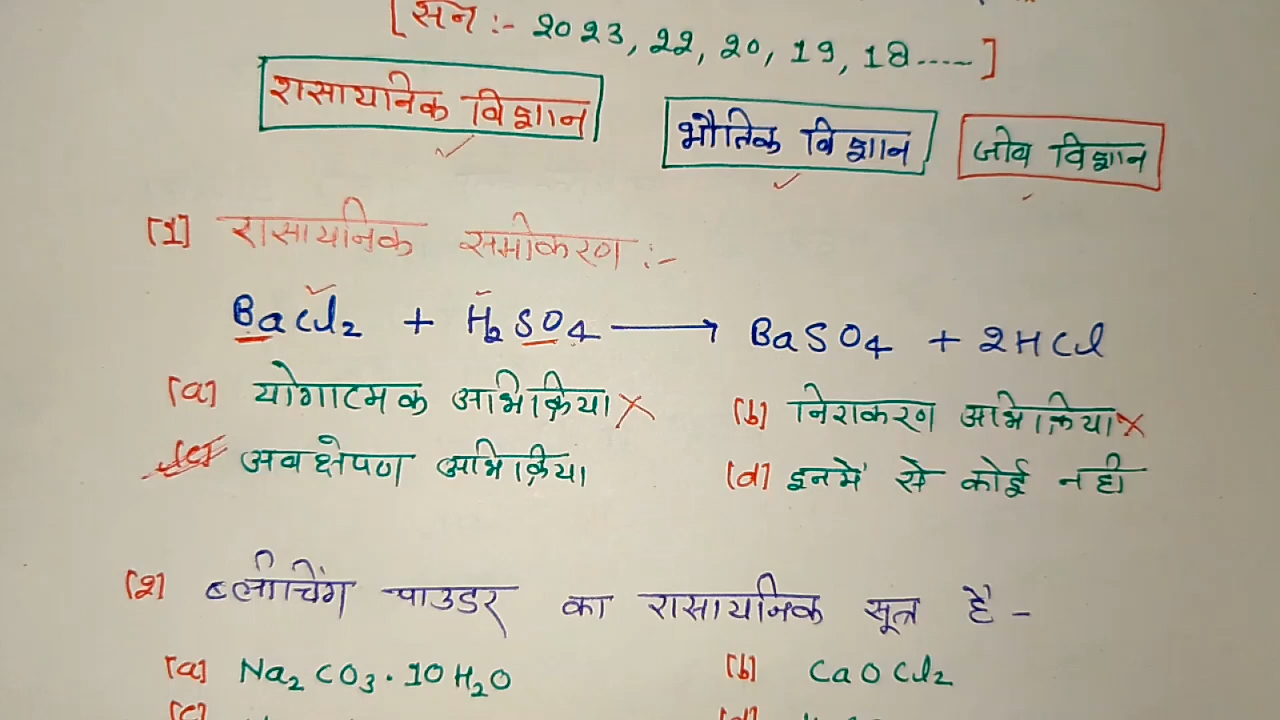 [सन :- 2023, 22, 20, 19, 18.....]
रासायनिक विज्ञान
भौतिक विज्ञान
जीव विज्ञान
[1] रासायनिक समीकरण :-
BaCl₂ + H₂SO₄ ⟶ BaSO₄ + 2HCl
[a] योगात्मक अभिक्रिया ✗ [b] निराकरण अभिक्रिया ✗
[c] अवक्षेपण अभिक्रिया [d] इनमें से कोई नही
[2] ब्लीचिंग पाउडर का रासायनिक सूत्र है -
[a] Na₂CO₃·10H₂O [b] CaOCl₂
[c] [d]